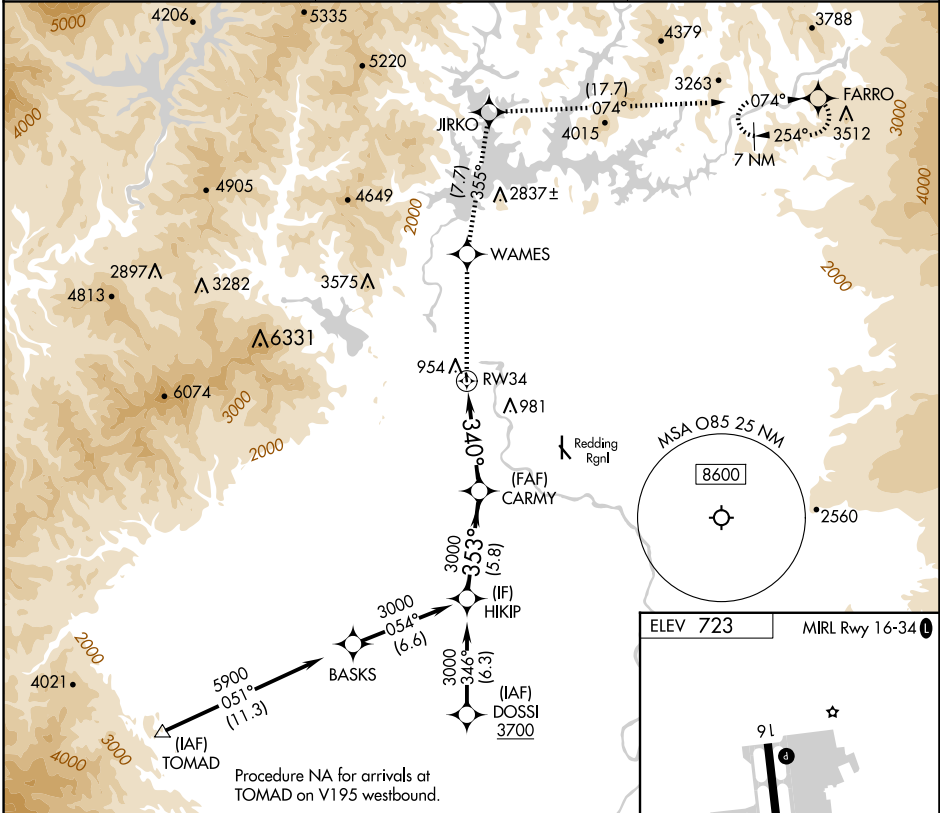 5000
4206
5335
5220
4379
3788
4000
3263
(17.7)
074°
074°
FARRO
JIRKO
4015
254°
3512
3000
7 NM
(7.7)
355°
4905
4649
2837±
2000
4000
WAMES
2000
2897
3282
3575
4813
6331
954
RW34
6074
3000
981
340°
MSA O85 25 NM
Redding
Rgnl
2000
8600
(FAF)
CARMY
2560
3000
353°
(5.8)
(IF)
HIKIP
3000
054°
(6.6)
ELEV 723
MIRL Rwy 16-34 L
2000
BASKS
3000
346°
(6.3)
4021
5900
051°
(11.3)
(IAF)
DOSSI
3700
(IAF)
TOMAD
3000
4000
16
P
Procedure NA for arrivals at
TOMAD on V195 westbound.